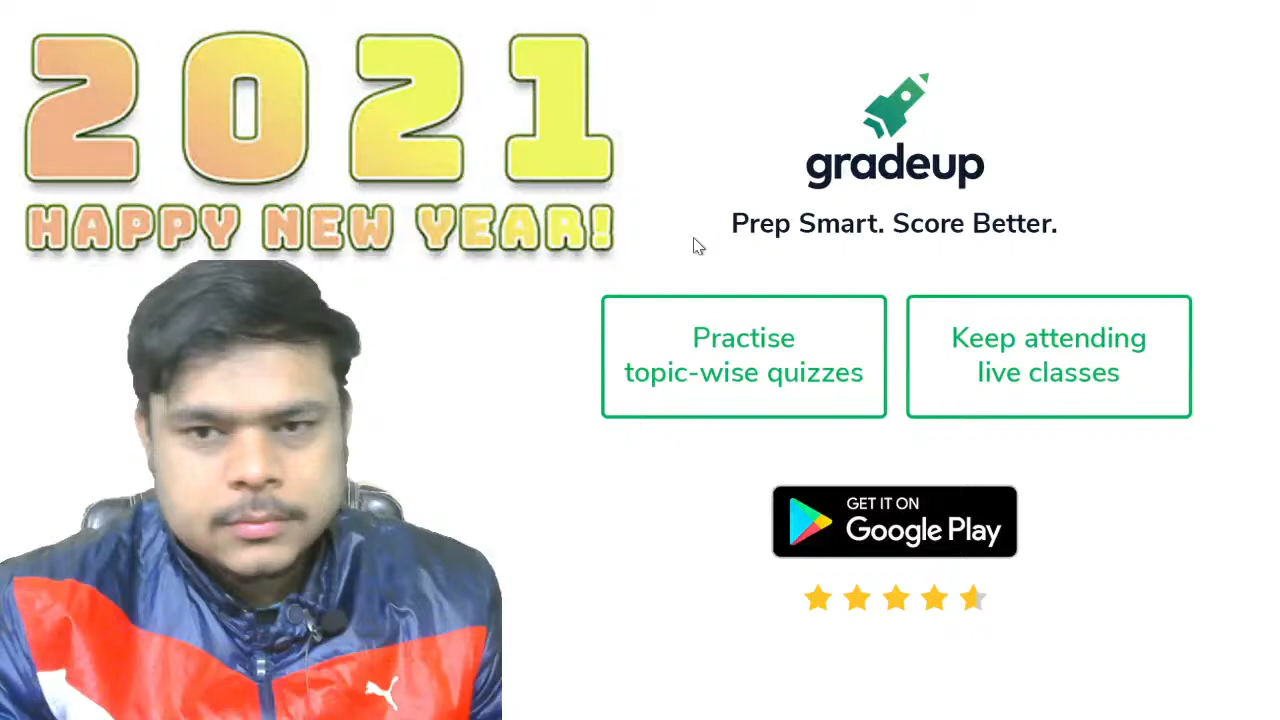 2021
HAPPY NEW YEAR!
gradeup
Prep Smart. Score Better.
Practise
topic-wise quizzes
Keep attending
live classes
GET IT ON
Google Play